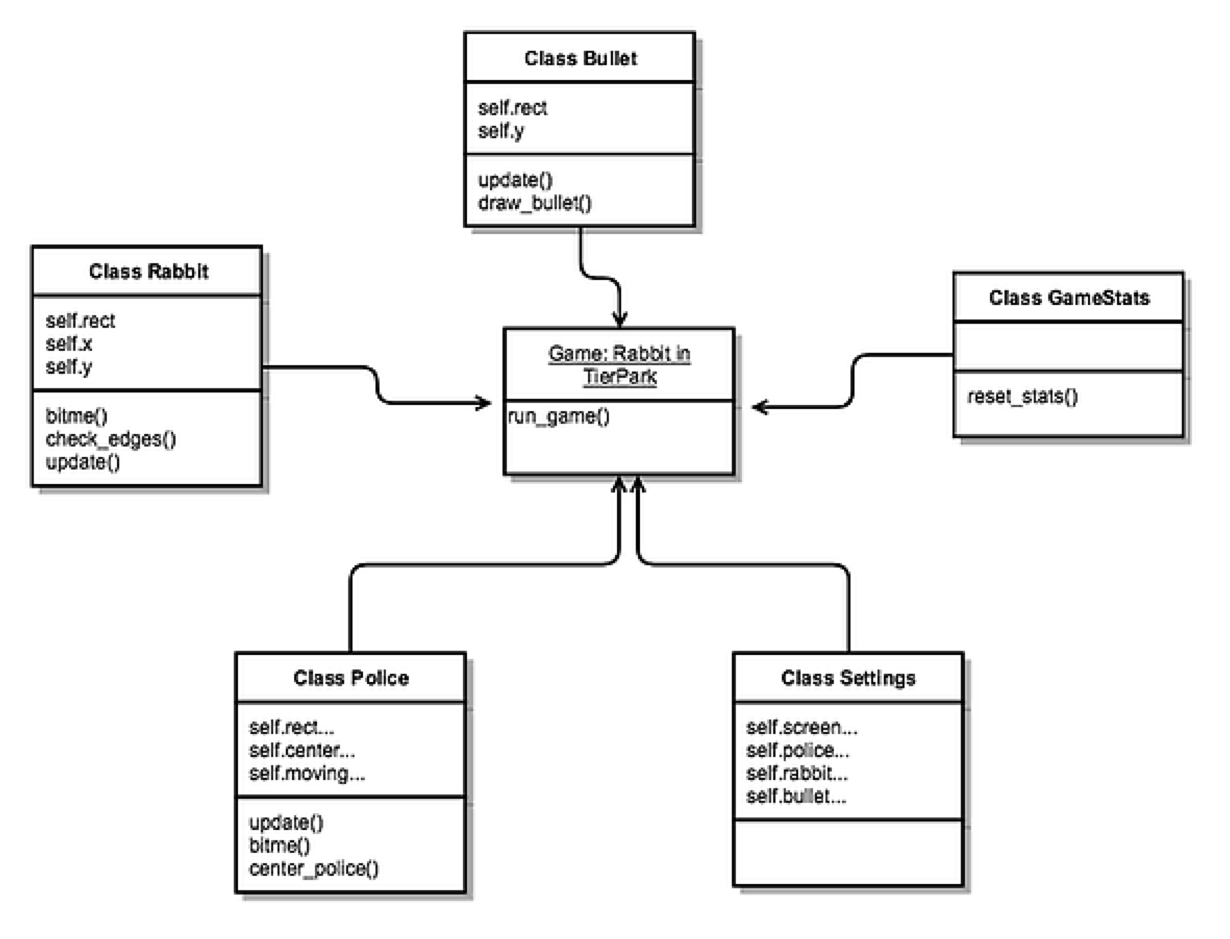 Class Bullet
self.rect
self.y
update()
draw_bullet()
Class Rabbit
self.rect
self.x
self.y
bitme()
check_edges()
update()
Game: Rabbit in
TierPark
run_game()
Class GameStats
reset_stats()
Class Police
self.rect...
self.center...
self.moving...
update()
bitme()
center_police()
Class Settings
self.screen...
self.police...
self.rabbit...
self.bullet...